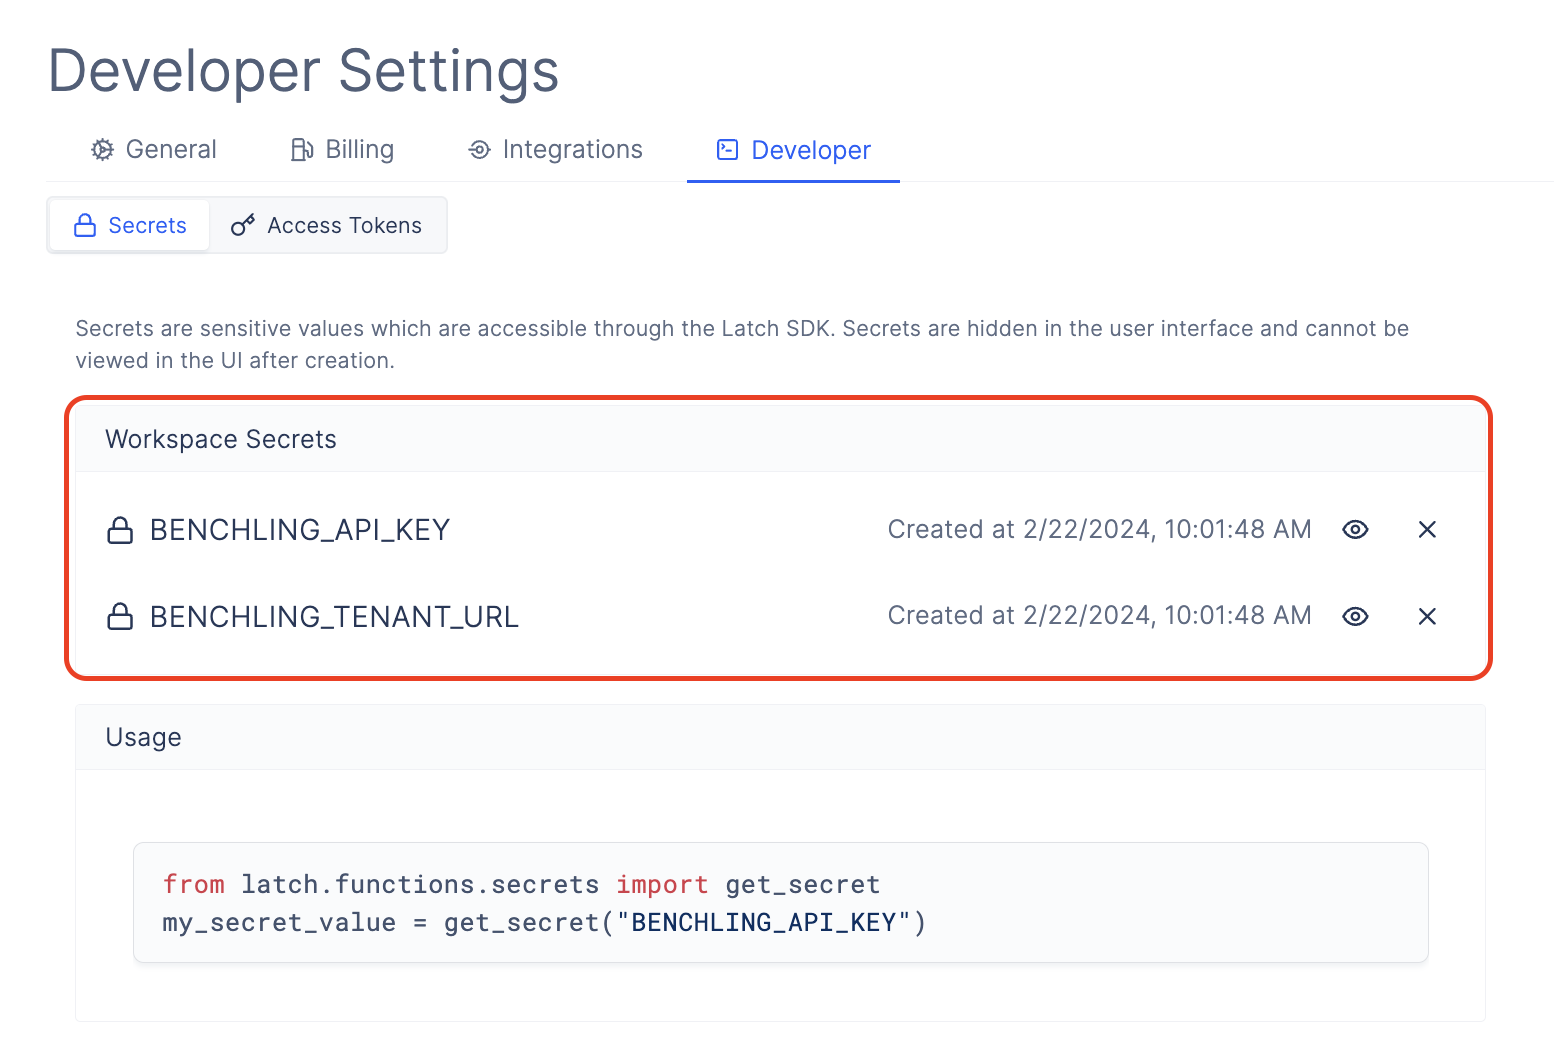 Developer Settings
General Billing Integrations Developer
Secrets Access Tokens
Secrets are sensitive values which are accessible through the Latch SDK. Secrets are hidden in the user interface and cannot be
viewed in the UI after creation.
Workspace Secrets
BENCHLING_API_KEY Created at 2/22/2024, 10:01:48 AM
BENCHLING_TENANT_URL Created at 2/22/2024, 10:01:48 AM
Usage
from latch.functions.secrets import get_secret
my_secret_value = get_secret("BENCHLING_API_KEY")